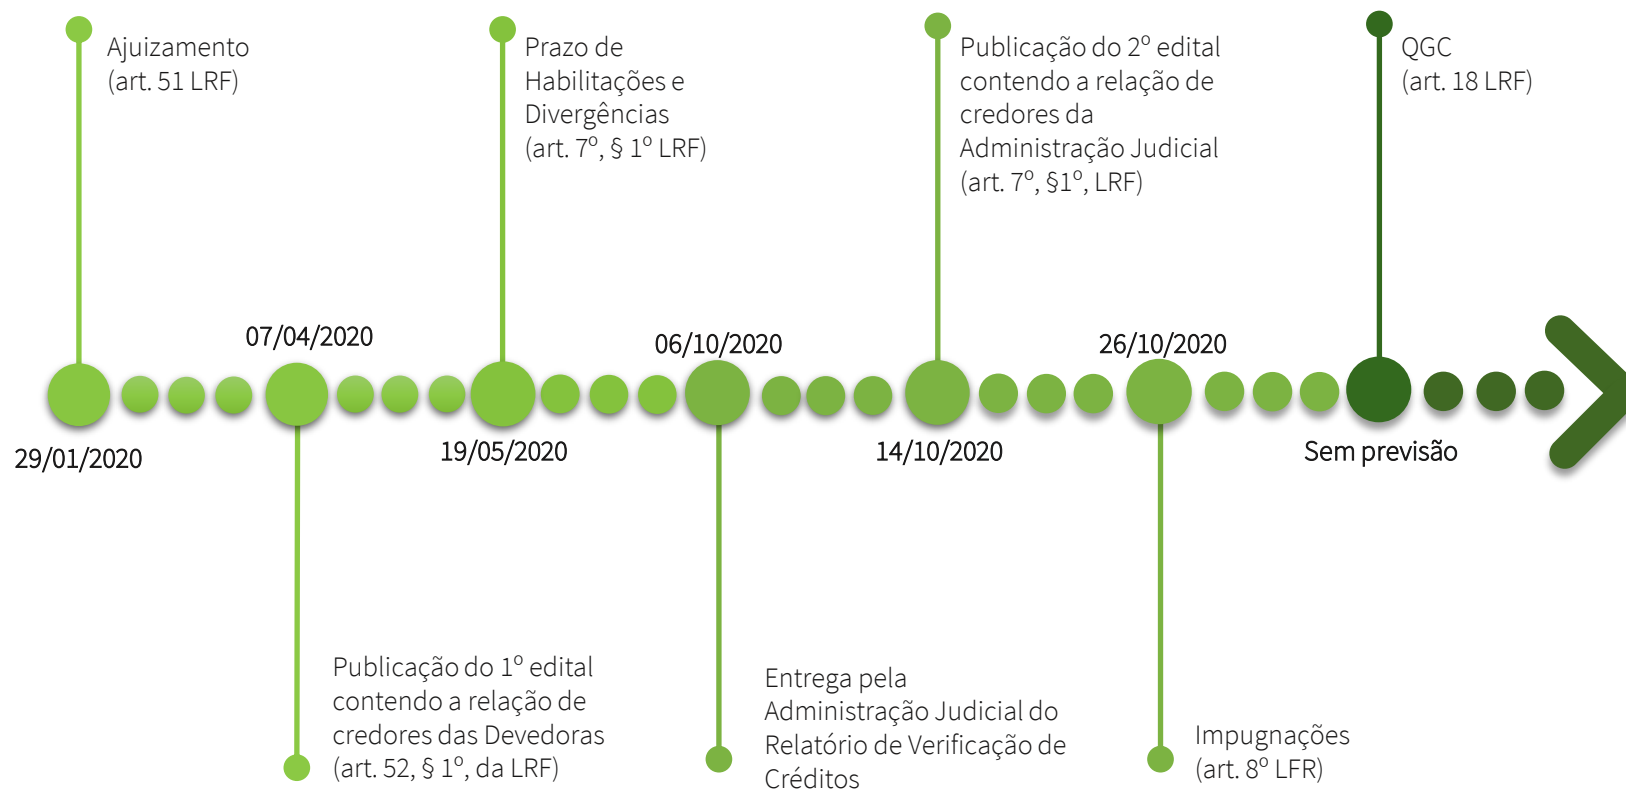 Ajuizamento
(art. 51 LRF)
Prazo de
Habilitações e
Divergências
(art. 7º, § 1º LRF)
Publicação do 2º edital
contendo a relação de
credores da
Administração Judicial
(art. 7º, §1º, LRF)
QGC
(art. 18 LRF)
07/04/2020
06/10/2020
26/10/2020
29/01/2020
19/05/2020
14/10/2020
Sem previsão
Publicação do 1º edital
contendo a relação de
credores das Devedoras
(art. 52, § 1º, da LRF)
Entrega pela
Administração Judicial do
Relatório de Verificação de
Créditos
Impugnações
(art. 8º LFR)